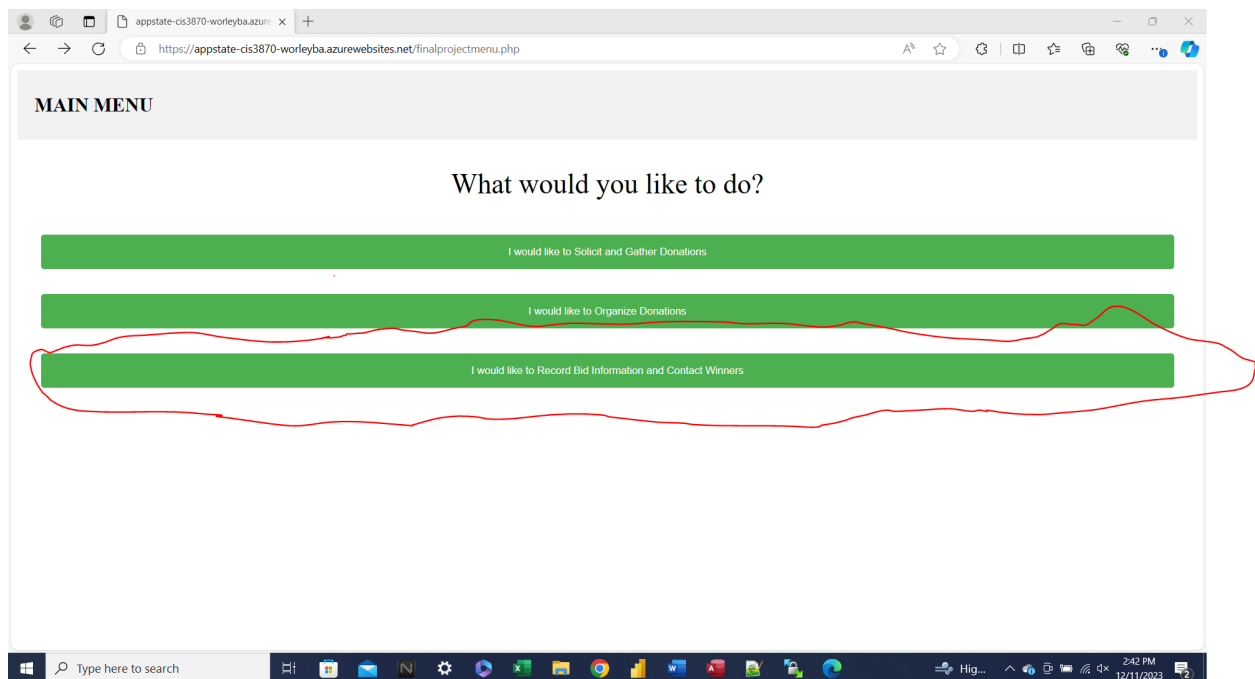 appstate-cis3870-worleyba.azure
https://appstate-cis3870-worleyba.azurewebsites.net/finalprojectmenu.php
MAIN MENU
What would you like to do?
I would like to Solicit and Gather Donations
I would like to Organize Donations
I would like to Record Bid Information and Contact Winners
Type here to search
Hig...
2:42 PM
12/11/2023